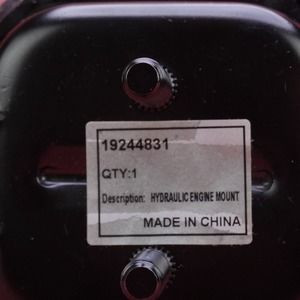 19244831
QTY:1
Description: HYDRAULIC ENGINE MOUNT
MADE IN CHINA